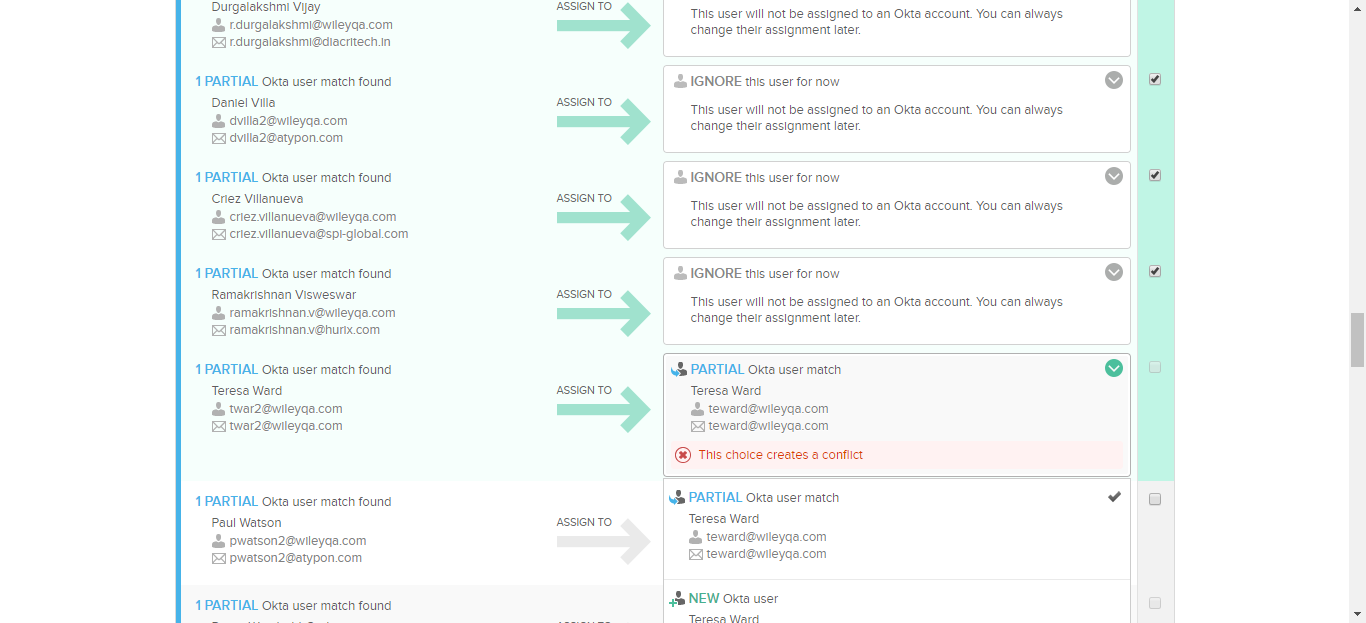 Durgalakshmi Vijay
r.durgalakshmi@wileyqa.com
r.durgalakshmi@diacritech.in
ASSIGN TO
This user will not be assigned to an Okta account. You can always
change their assignment later.
1 PARTIAL Okta user match found
Daniel Villa
dvilla2@wileyqa.com
dvilla2@atypon.com
ASSIGN TO
IGNORE this user for now
This user will not be assigned to an Okta account. You can always
change their assignment later.
1 PARTIAL Okta user match found
Criez Villanueva
criez.villanueva@wileyqa.com
criez.villanueva@spi-global.com
ASSIGN TO
IGNORE this user for now
This user will not be assigned to an Okta account. You can always
change their assignment later.
1 PARTIAL Okta user match found
Ramakrishnan Visweswar
ramakrishnan.v@wileyqa.com
ramakrishnan.v@hurix.com
ASSIGN TO
IGNORE this user for now
This user will not be assigned to an Okta account. You can always
change their assignment later.
1 PARTIAL Okta user match found
Teresa Ward
twar2@wileyqa.com
twar2@wileyqa.com
ASSIGN TO
PARTIAL Okta user match
Teresa Ward
teward@wileyqa.com
teward@wileyqa.com
This choice creates a conflict
1 PARTIAL Okta user match found
Paul Watson
pwatson2@wileyqa.com
pwatson2@atypon.com
ASSIGN TO
PARTIAL Okta user match
Teresa Ward
teward@wileyqa.com
teward@wileyqa.com
1 PARTIAL Okta user match found
NEW Okta user
Teresa Ward